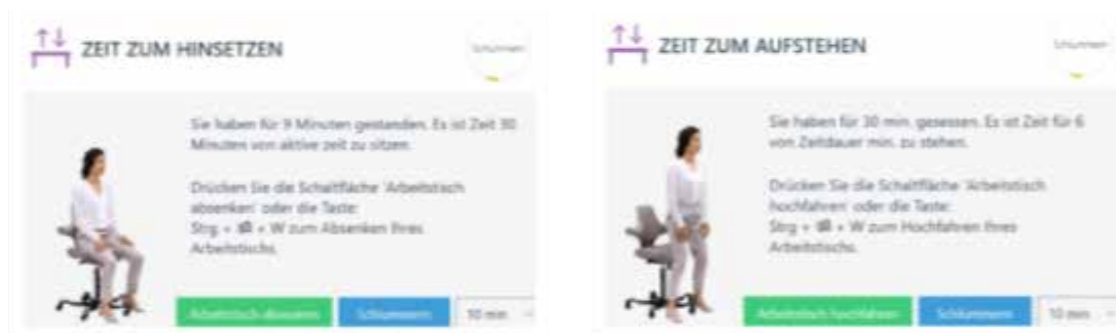 ZEIT ZUM HINSETZEN
Schlummern
Sie haben für 9 Minuten gestanden. Es ist Zeit 30
Minuten von aktive zeit zu sitzen.
Drücken Sie die Schaltfläche 'Arbeitstisch
absenken' oder die Taste:
Strg + + W zum Absenken Ihres
Arbeitstischs.
Arbeitstisch absenken
Schlummern
10 min
ZEIT ZUM AUFSTEHEN
Schlummern
Sie haben für 30 min. gesessen. Es ist Zeit für 6
von Zeitdauer min. zu stehen.
Drücken Sie die Schaltfläche 'Arbeitstisch
hochfahren' oder die Taste:
Strg + + W zum Hochfahren Ihres
Arbeitstischs.
Arbeitstisch hochfahren
Schlummern
10 min